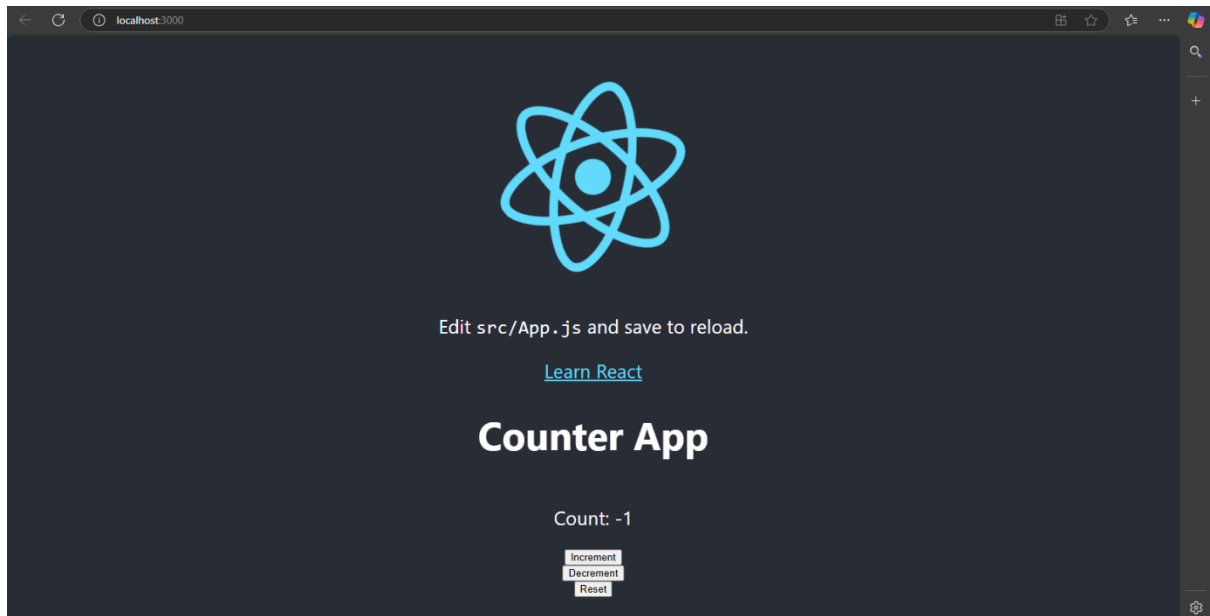 localhost:3000
Edit src/App.js and save to reload.
Learn React
Counter App
Count: -1
Increment
Decrement
Reset